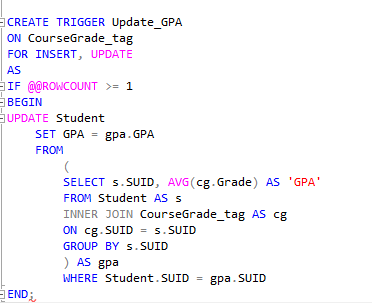 CREATE TRIGGER Update_GPA
ON CourseGrade_tag
FOR INSERT, UPDATE
AS
IF @@ROWCOUNT >= 1
BEGIN
UPDATE Student
SET GPA = gpa.GPA
FROM
(
SELECT s.SUID, AVG(cg.Grade) AS 'GPA'
FROM Student AS s
INNER JOIN CourseGrade_tag AS cg
ON cg.SUID = s.SUID
GROUP BY s.SUID
) AS gpa
WHERE Student.SUID = gpa.SUID
END;